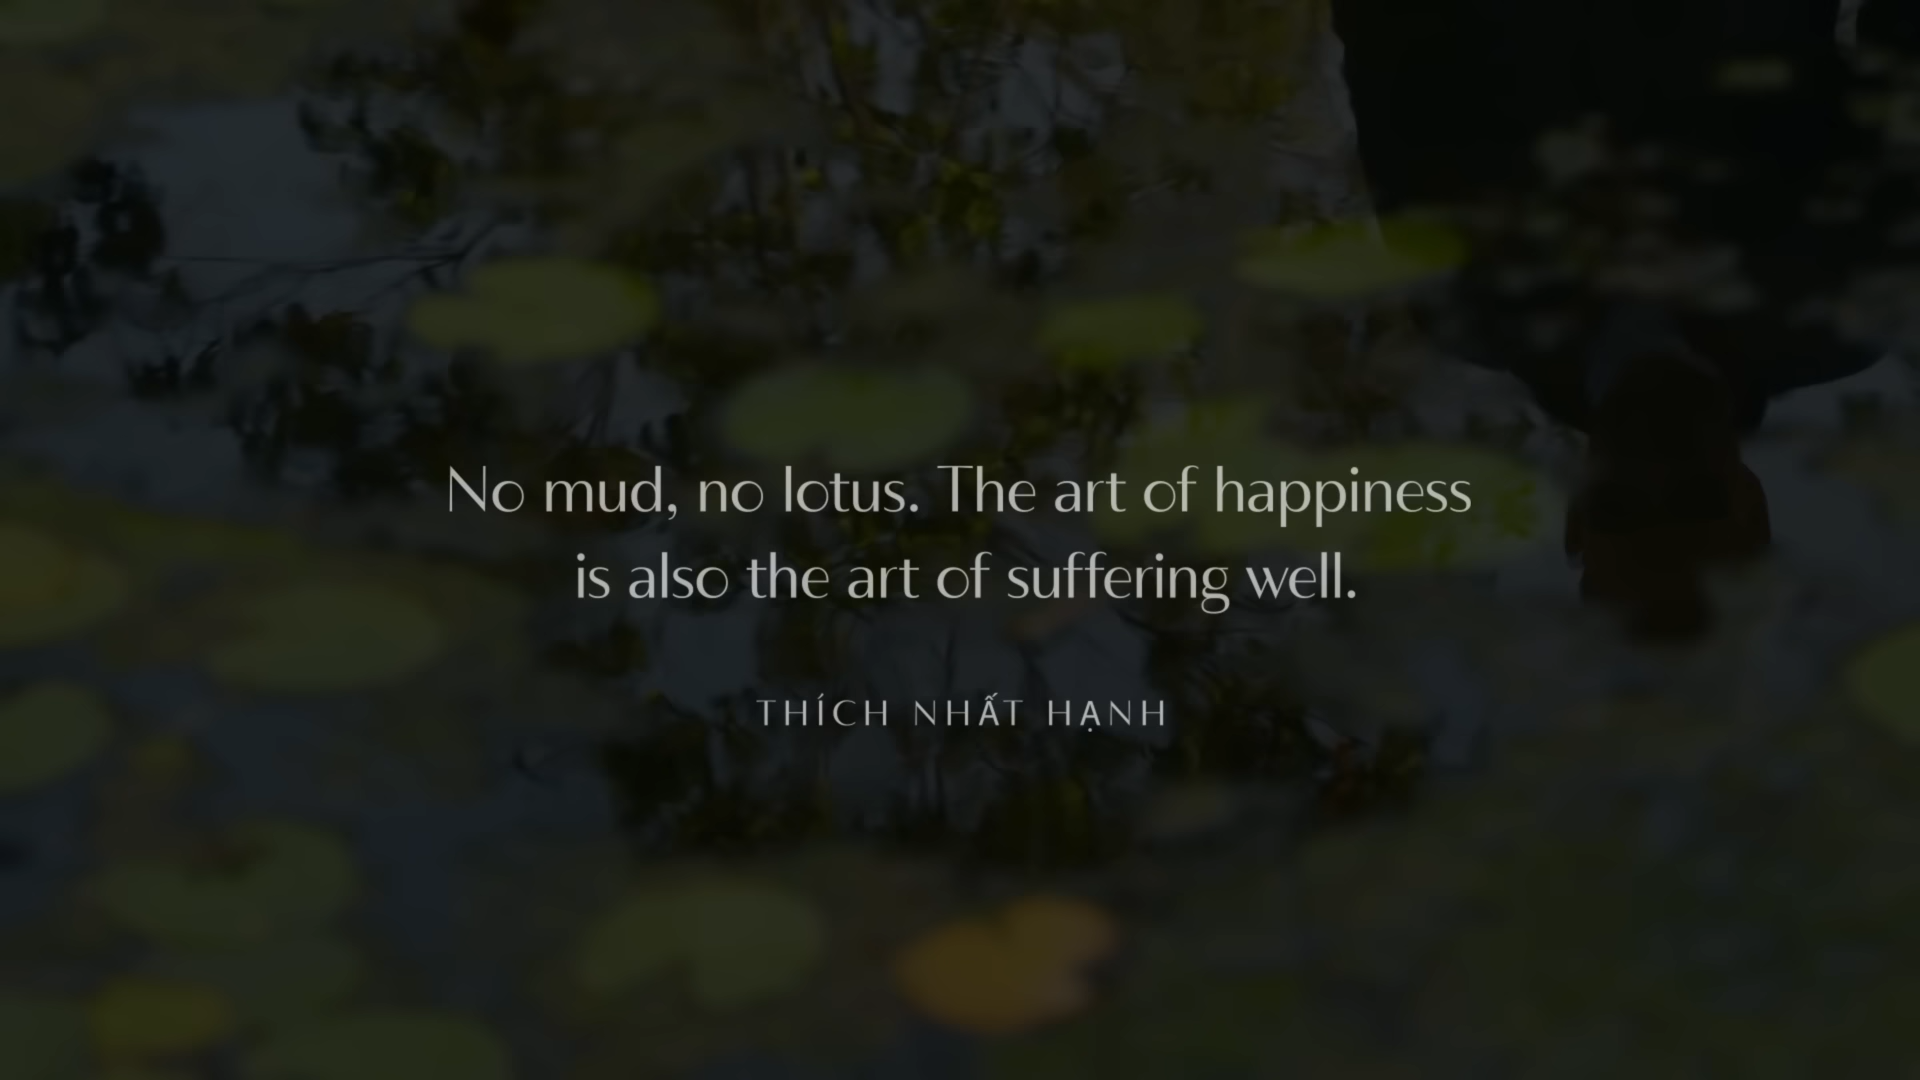 No mud, no lotus. The art of happiness
is also the art of suffering well.
THÍCH NHẤT HẠNH